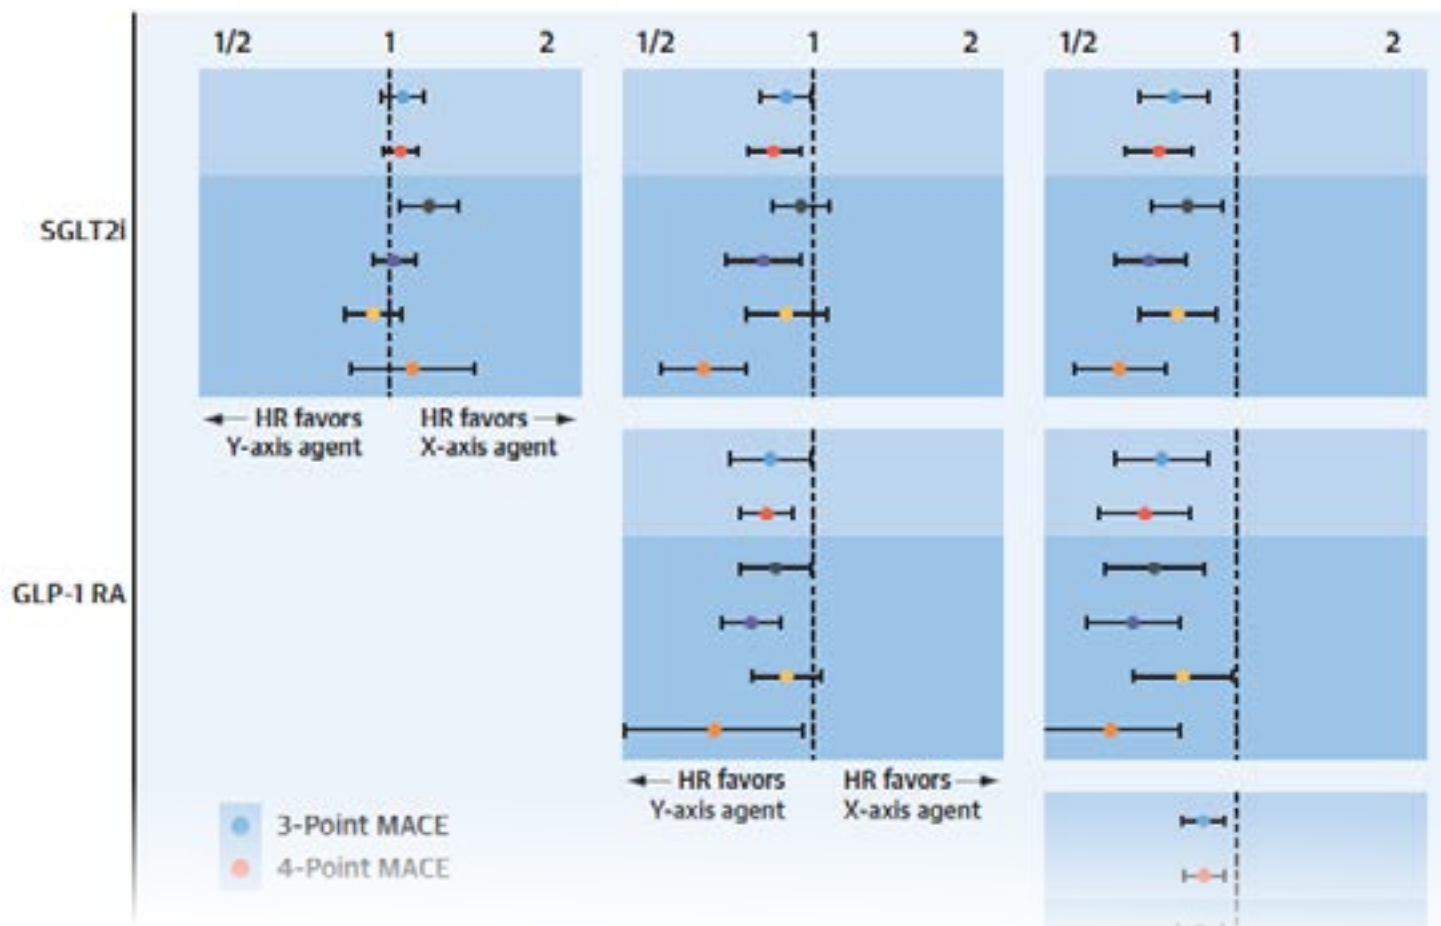 1/2 1 2 1/2 1 2 1/2 1 2
SGLT2i
HR favors HR favors
Y-axis agent X-axis agent
GLP-1 RA
HR favors HR favors
Y-axis agent X-axis agent
3-Point MACE
4-Point MACE